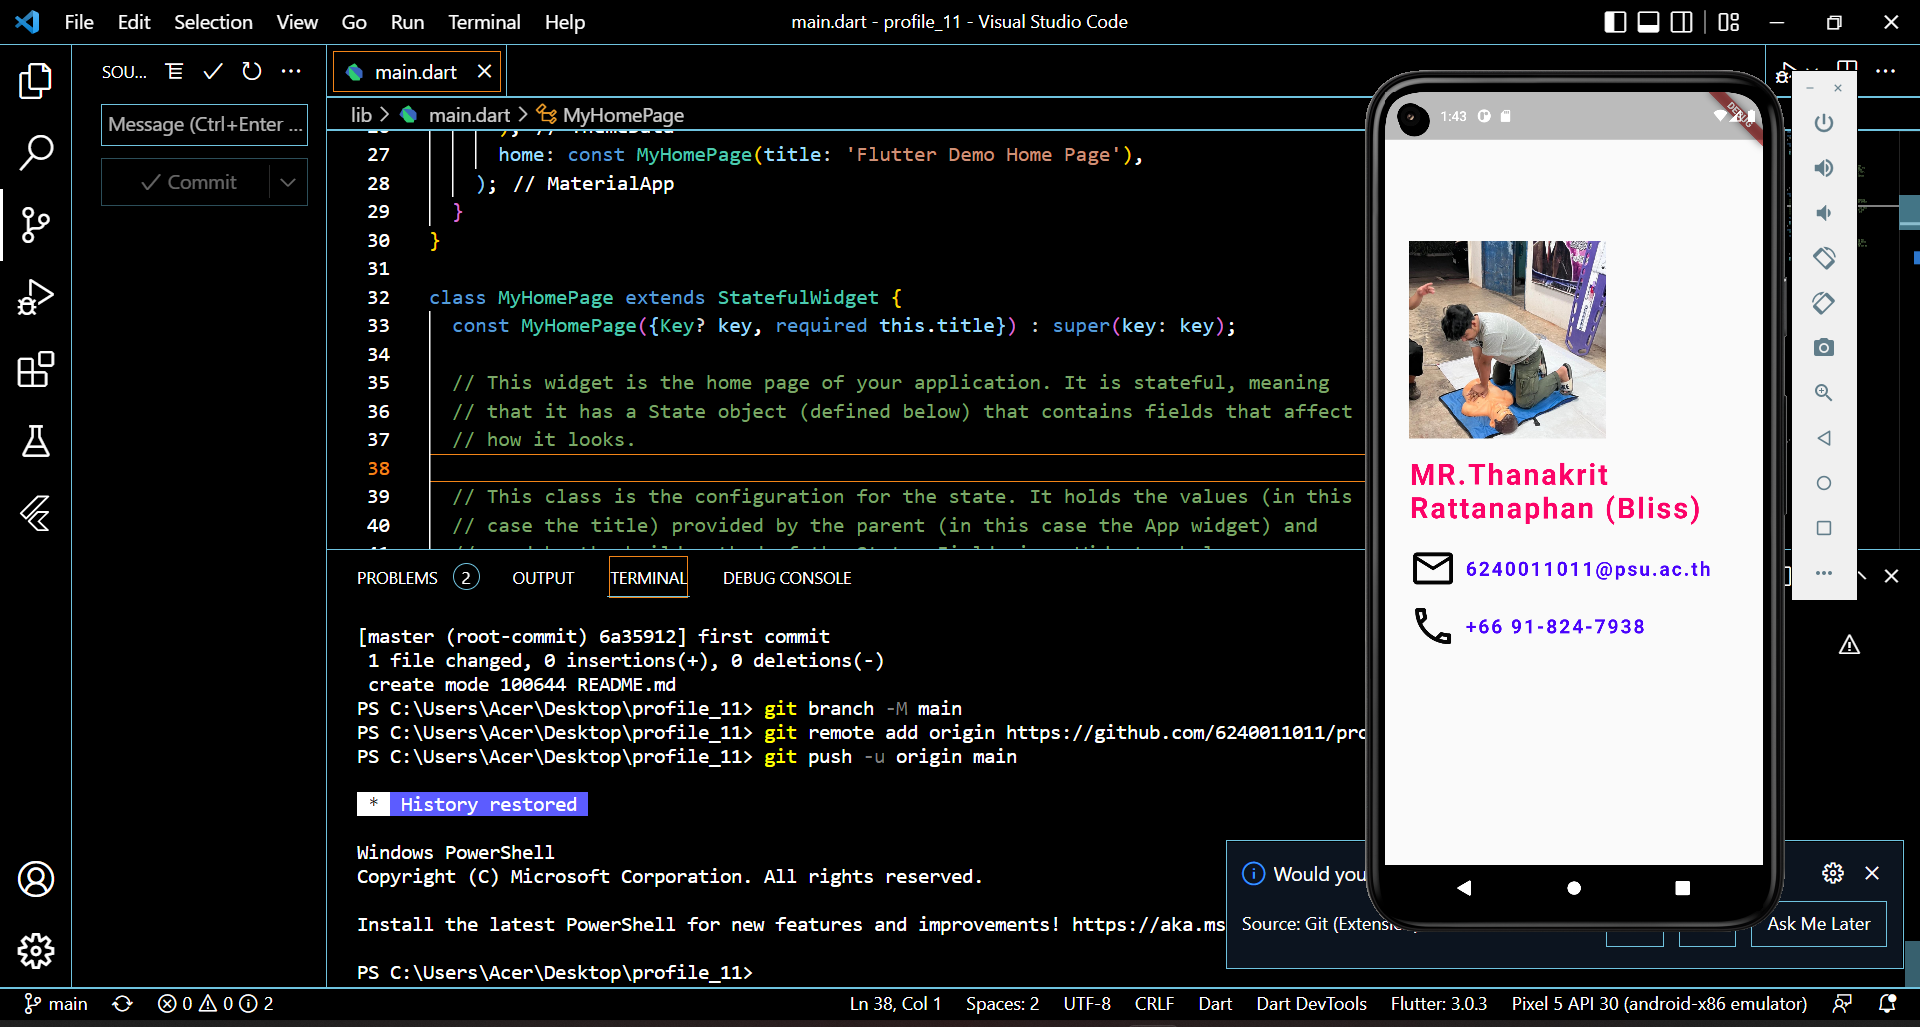 File Edit Selection View Go Run Terminal Help
main.dart - profile_11 - Visual Studio Code
SOU...
main.dart
Message (Ctrl+Enter ...
Commit
lib > main.dart > MyHomePage
27 home: const MyHomePage(title: 'Flutter Demo Home Page'),
28 ); // MaterialApp
29 }
30 }
31
32 class MyHomePage extends StatefulWidget {
33 const MyHomePage({Key? key, required this.title}) : super(key: key);
34
35 // This widget is the home page of your application. It is stateful, meaning
36 // that it has a State object (defined below) that contains fields that affect
37 // how it looks.
38
39 // This class is the configuration for the state. It holds the values (in this
40 // case the title) provided by the parent (in this case the App widget) and
PROBLEMS 2 OUTPUT TERMINAL DEBUG CONSOLE
[master (root-commit) 6a35912] first commit
1 file changed, 0 insertions(+), 0 deletions(-)
create mode 100644 README.md
PS C:\Users\Acer\Desktop\profile_11> git branch -M main
PS C:\Users\Acer\Desktop\profile_11> git remote add origin https://github.com/6240011011/pro
PS C:\Users\Acer\Desktop\profile_11> git push -u origin main
* History restored
Windows PowerShell
Copyright (C) Microsoft Corporation. All rights reserved.
Install the latest PowerShell for new features and improvements! https://aka.ms
PS C:\Users\Acer\Desktop\profile_11>
1:43
DEBUG
MR.Thanakrit
Rattanaphan (Bliss)
6240011011@psu.ac.th
+66 91-824-7938
Would you
Source: Git (Extensi
Ask Me Later
main 0 0 2
Ln 38, Col 1 Spaces: 2 UTF-8 CRLF Dart Dart DevTools Flutter: 3.0.3 Pixel 5 API 30 (android-x86 emulator)